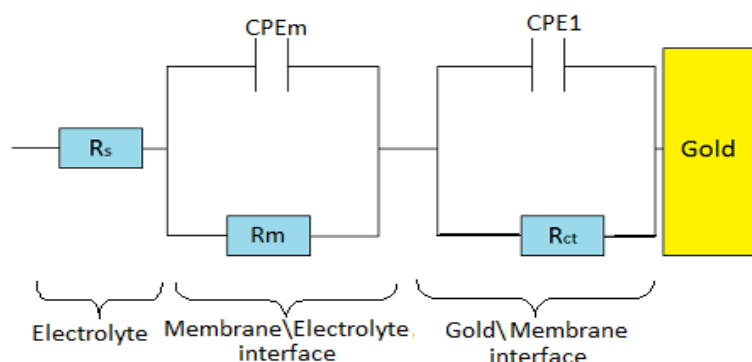 CPEm
CPE1
Rs
Gold
Rm
Rct
Electrolyte
Membrane\Electrolyte.
interface
Gold\Membrane
interface